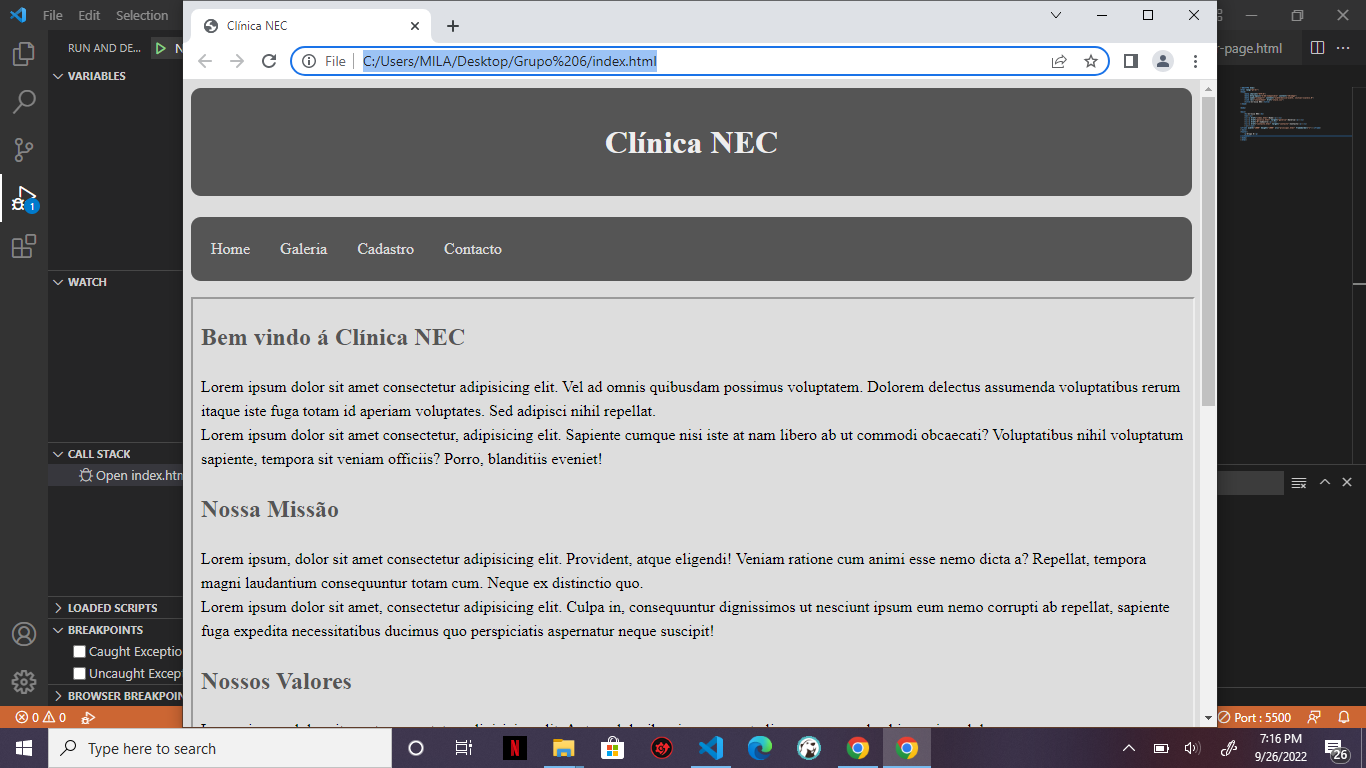 File Edit Selection
Clínica NEC
r-page.html
RUN AND DE...
File C:/Users/MILA/Desktop/Grupo%206/index.html
VARIABLES
Clínica NEC
1
Home Galeria Cadastro Contacto
WATCH
Bem vindo á Clínica NEC
Lorem ipsum dolor sit amet consectetur adipisicing elit. Vel ad omnis quibusdam possimus voluptatem. Dolorem delectus assumenda voluptatibus rerum
itaque iste fuga totam id aperiam voluptates. Sed adipisci nihil repellat.
Lorem ipsum dolor sit amet consectetur, adipisicing elit. Sapiente cumque nisi iste at nam libero ab ut commodi obcaecati? Voluptatibus nihil voluptatum
sapiente, tempora sit veniam officiis? Porro, blanditiis eveniet!
CALL STACK
Open index.htm
Nossa Missão
Lorem ipsum, dolor sit amet consectetur adipisicing elit. Provident, atque eligendi! Veniam ratione cum animi esse nemo dicta a? Repellat, tempora
magni laudantium consequuntur totam cum. Neque ex distinctio quo.
Lorem ipsum dolor sit amet, consectetur adipisicing elit. Culpa in, consequuntur dignissimos ut nesciunt ipsum eum nemo corrupti ab repellat, sapiente
fuga expedita necessitatibus ducimus quo perspiciatis aspernatur neque suscipit!
LOADED SCRIPTS
BREAKPOINTS
Caught Exceptio
Uncaught Excep
BROWSER BREAKPOIN
Nossos Valores
0 0
Port : 5500
Type here to search
N
7:16 PM
9/26/2022
26